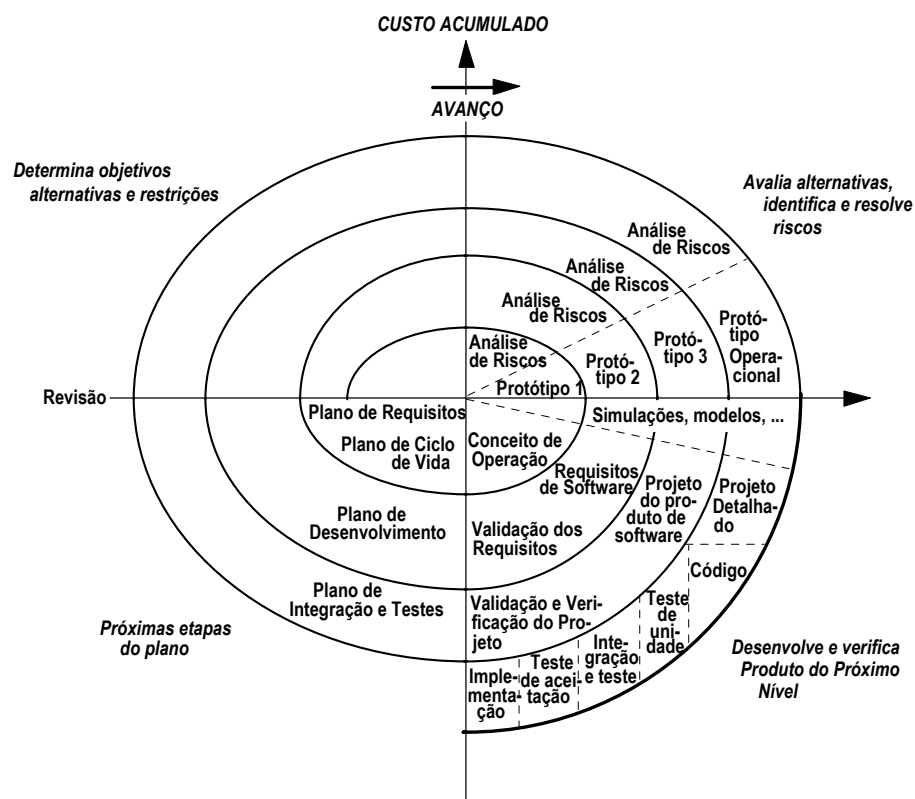 CUSTO ACUMULADO
AVANÇO
Determina objetivos
alternativas e restrições
Avalia alternativas,
identifica e resolve
riscos
Análise
de Riscos
Análise
de Riscos
Análise
de Riscos
Análise
de Riscos
Protótipo 1
Protó-
tipo 2
Protó-
tipo 3
Protó-
tipo
Opera-
cional
Revisão
Plano de Requisitos
Plano de Ciclo
de Vida
Simulações, modelos, ...
Conceito de
Operação
Requisitos
de Software
Projeto
do pro-
duto de
software
Projeto
Detalha-
do
Plano de
Desenvolvimento
Validação dos
Requisitos
Código
Plano de
Integração e Testes
Validação e Veri-
ficação do Pro-
jeto
Teste
de
uni-
dade
Inte-
gração
e teste
Teste
de acei-
tação
Imple-
menta-
ção
Próximas etapas
do plano
Desenvolve e verifica
Produto do Próximo
Nível